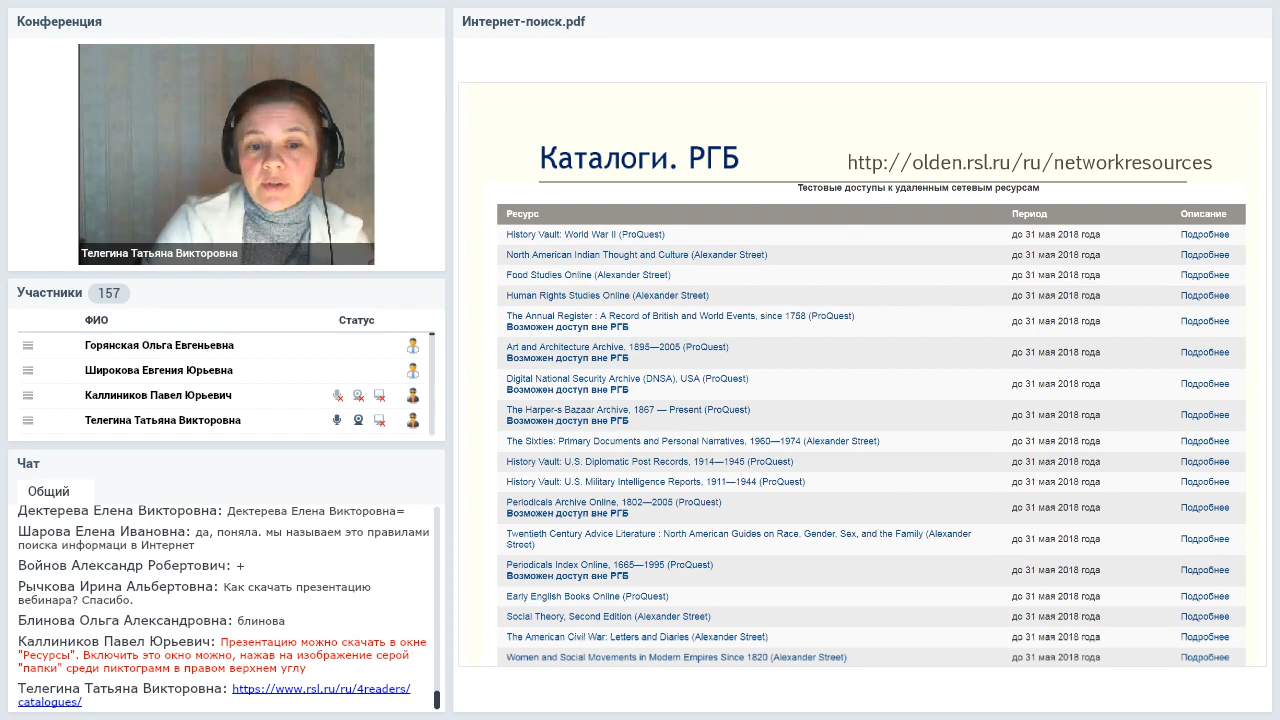 Конференция
Телегина Татьяна Викторовна
Участники 157
ФИО Статус
Горянская Ольга Евгеньевна
Широкова Евгения Юрьевна
Каллиников Павел Юрьевич
Телегина Татьяна Викторовна
Чат
Общий
Дектерева Елена Викторовна: Дектерева Елена Викторовна=
Шарова Елена Ивановна: да, поняла. мы называем это правилами
поиска информаци в Интернет
Войнов Александр Робертович: +
Рычкова Ирина Альбертовна: Как скачать презентацию
вебинара? Спасибо.
Блинова Ольга Александровна: блинова
Каллиников Павел Юрьевич: Презентацию можно скачать в окне
"Ресурсы". Включить это окно можно, нажав на изображение серой
"папки" среди пиктограмм в правом верхнем углу
Телегина Татьяна Викторовна: https://www.rsl.ru/ru/4readers/
catalogues/
Интернет-поиск.pdf
Каталоги. РГБ http://olden.rsl.ru/ru/networkresources
Тестовые доступы к удаленным сетевым ресурсам
Ресурс Период Описание
History Vault: World War II (ProQuest) до 31 мая 2018 года Подробнее
North American Indian Thought and Culture (Alexander Street) до 31 мая 2018 года Подробнее
Food Studies Online (Alexander Street) до 31 мая 2018 года Подробнее
Human Rights Studies Online (Alexander Street) до 31 мая 2018 года Подробнее
The Annual Register : A Record of British and World Events, since 1758 (ProQuest)
Возможен доступ вне РГБ до 31 мая 2018 года Подробнее
Art and Architecture Archive, 1895—2005 (ProQuest)
Возможен доступ вне РГБ до 31 мая 2018 года Подробнее
Digital National Security Archive (DNSA), USA (ProQuest)
Возможен доступ вне РГБ до 31 мая 2018 года Подробнее
The Harper-s Bazaar Archive, 1867 — Present (ProQuest)
Возможен доступ вне РГБ до 31 мая 2018 года Подробнее
The Sixties: Primary Documents and Personal Narratives, 1960—1974 (Alexander Street) до 31 мая 2018 года Подробнее
History Vault: U.S. Diplomatic Post Records, 1914—1945 (ProQuest) до 31 мая 2018 года Подробнее
History Vault: U.S. Military Intelligence Reports, 1911—1944 (ProQuest) до 31 мая 2018 года Подробнее
Periodicals Archive Online, 1802—2005 (ProQuest)
Возможен доступ вне РГБ до 31 мая 2018 года Подробнее
Twentieth Century Advice Literature : North American Guides on Race, Gender, Sex, and the Family (Alexander
Street) до 31 мая 2018 года Подробнее
Periodicals Index Online, 1665—1995 (ProQuest)
Возможен доступ вне РГБ до 31 мая 2018 года Подробнее
Early English Books Online (ProQuest) до 31 мая 2018 года Подробнее
Social Theory, Second Edition (Alexander Street) до 31 мая 2018 года Подробнее
The American Civil War: Letters and Diaries (Alexander Street) до 31 мая 2018 года Подробнее
Women and Social Movements in Modern Empires Since 1820 (Alexander Street) до 31 мая 2018 года Подробнее